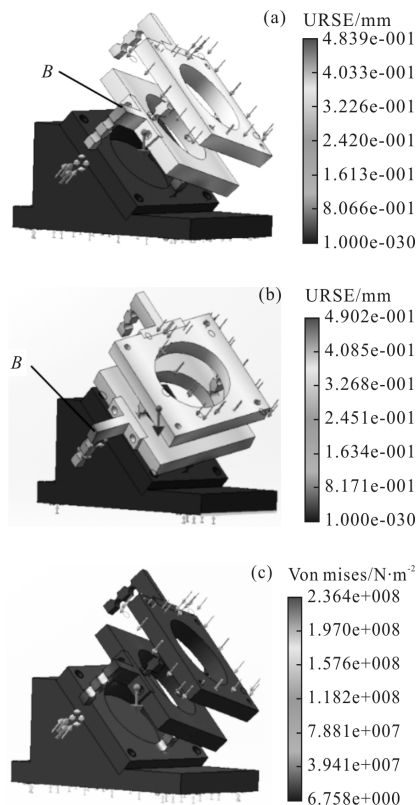 (a)
URSE/mm
B
4.839e-001
4.033e-001
3.226e-001
2.420e-001
1.613e-001
8.066e-001
1.000e-030
(b)
URSE/mm
B
4.902e-001
4.085e-001
3.268e-001
2.451e-001
1.634e-001
8.171e-001
1.000e-030
(c)
Von mises/N·m-2
2.364e+008
1.970e+008
1.576e+008
1.182e+008
7.881e+007
3.941e+007
6.758e+000